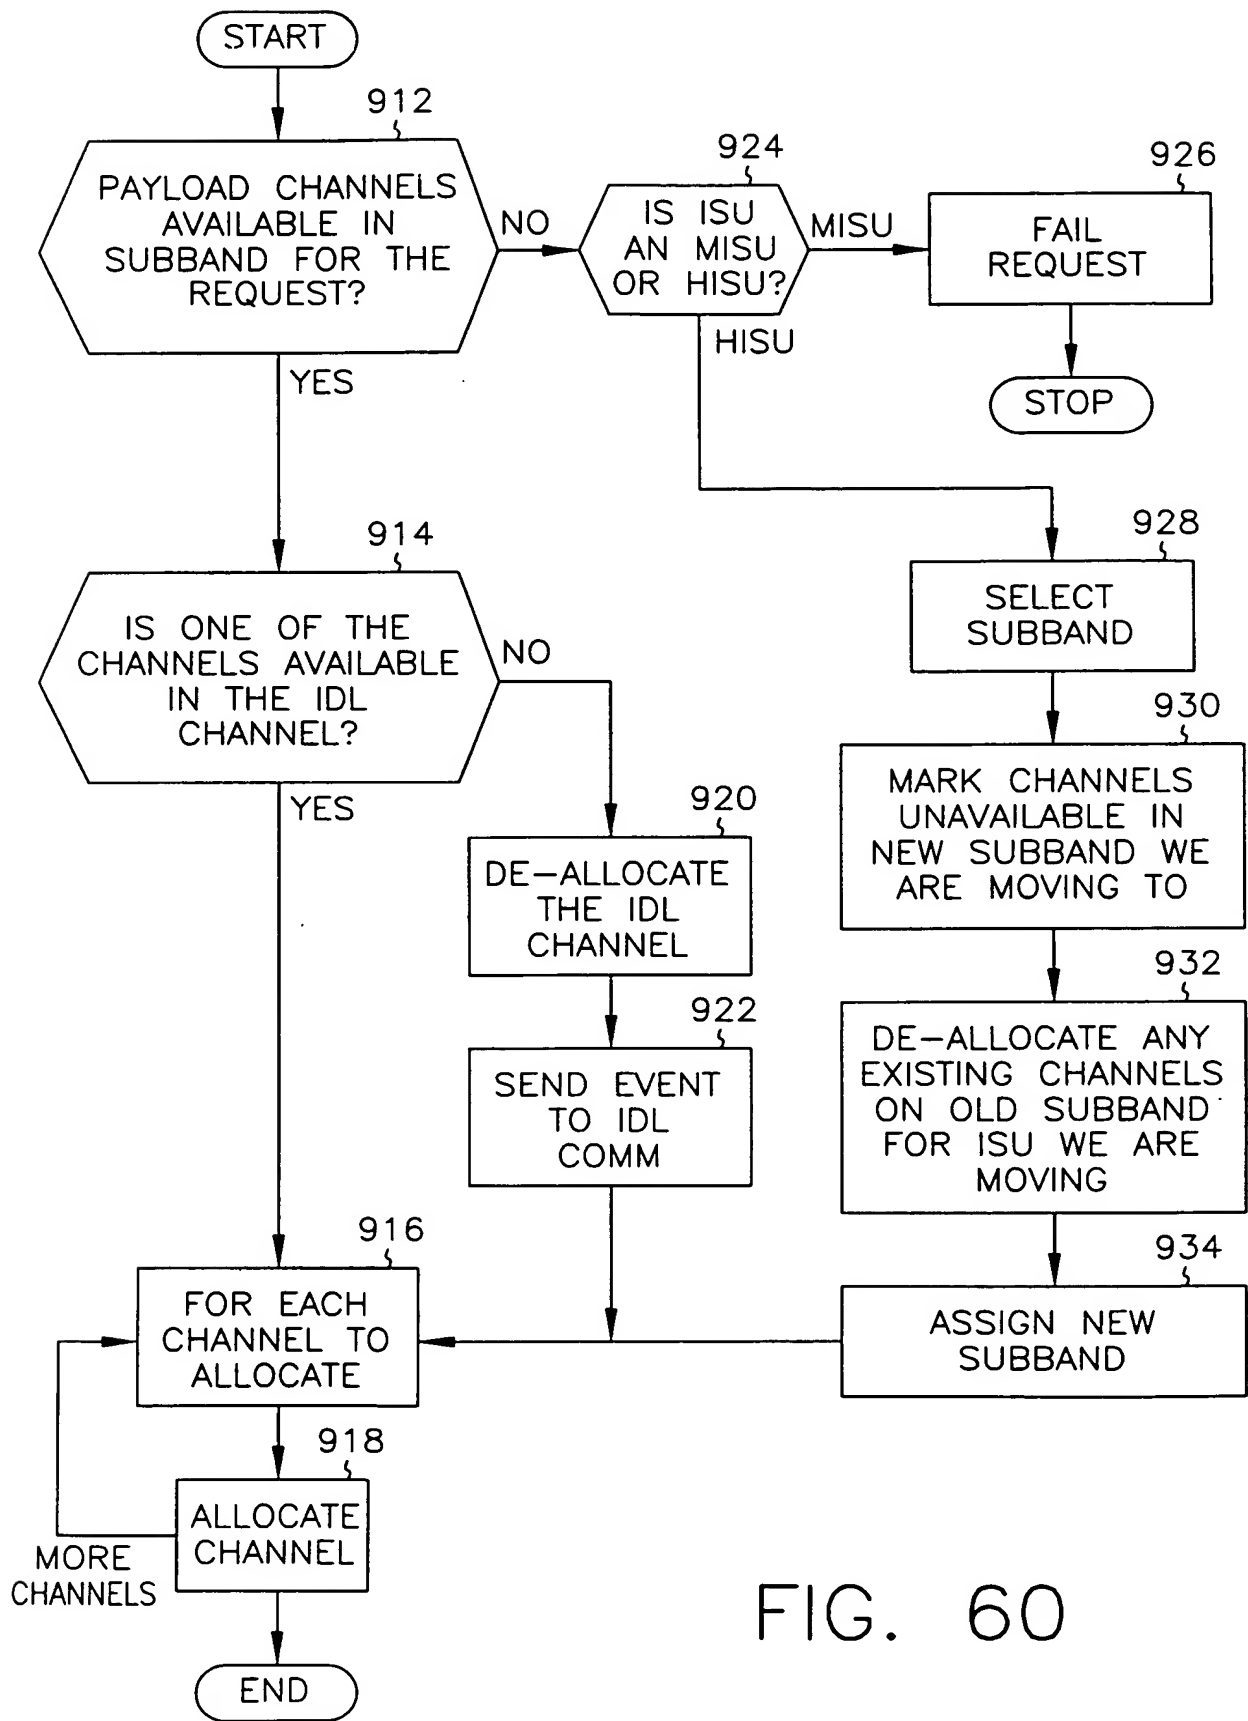 START
912
PAYLOAD CHANNELS
AVAILABLE IN
SUBBAND FOR THE
REQUEST?
NO
YES
924
IS ISU
AN MISU
OR HISU?
MISU
HISU
926
FAIL
REQUEST
STOP
914
IS ONE OF THE
CHANNELS AVAILABLE
IN THE IDL
CHANNEL?
NO
YES
928
SELECT
SUBBAND
930
MARK CHANNELS
UNAVAILABLE IN
NEW SUBBAND WE
ARE MOVING TO
920
DE-ALLOCATE
THE IDL
CHANNEL
922
SEND EVENT
TO IDL
COMM
932
DE-ALLOCATE ANY
EXISTING CHANNELS
ON OLD SUBBAND
FOR ISU WE ARE
MOVING
934
ASSIGN NEW
SUBBAND
916
FOR EACH
CHANNEL TO
ALLOCATE
918
ALLOCATE
CHANNEL
MORE
CHANNELS
END
FIG. 60